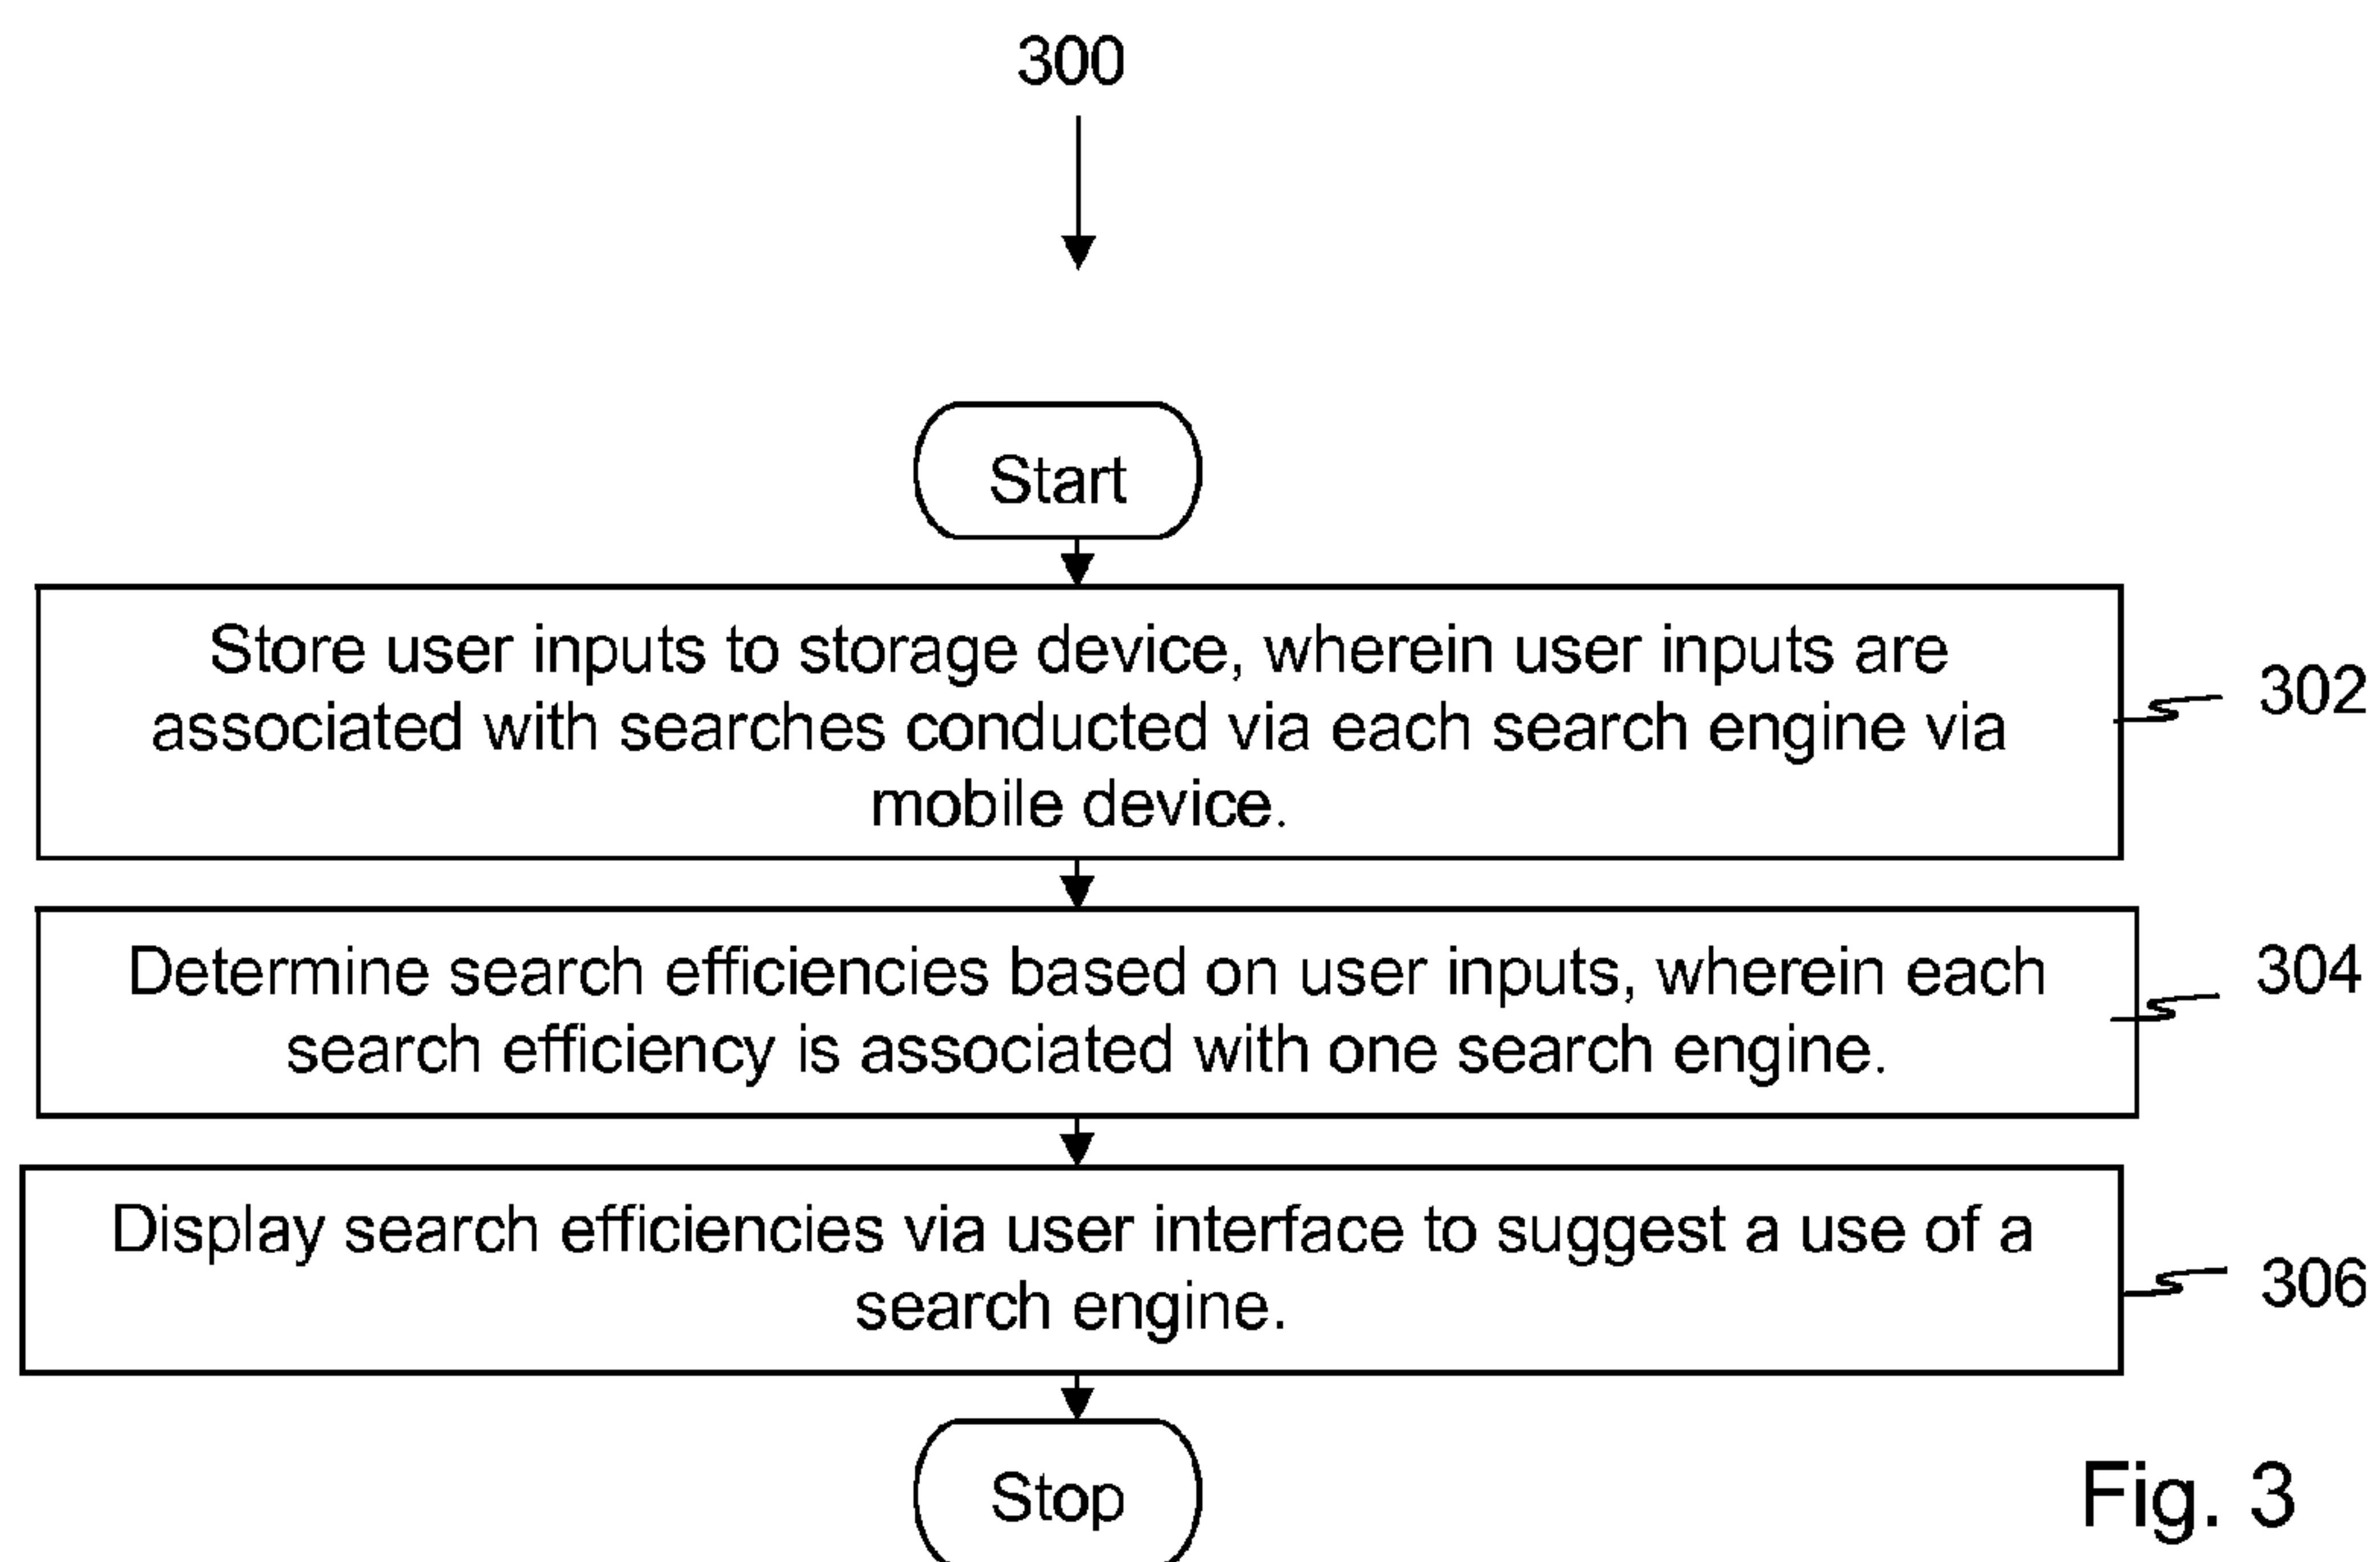 300
Start
Store user inputs to storage device, wherein user inputs are
associated with searches conducted via each search engine via
mobile device.
302
Determine search efficiencies based on user inputs, wherein each
search efficiency is associated with one search engine.
304
Display search efficiencies via user interface to suggest a use of a
search engine.
306
Stop
Fig. 3